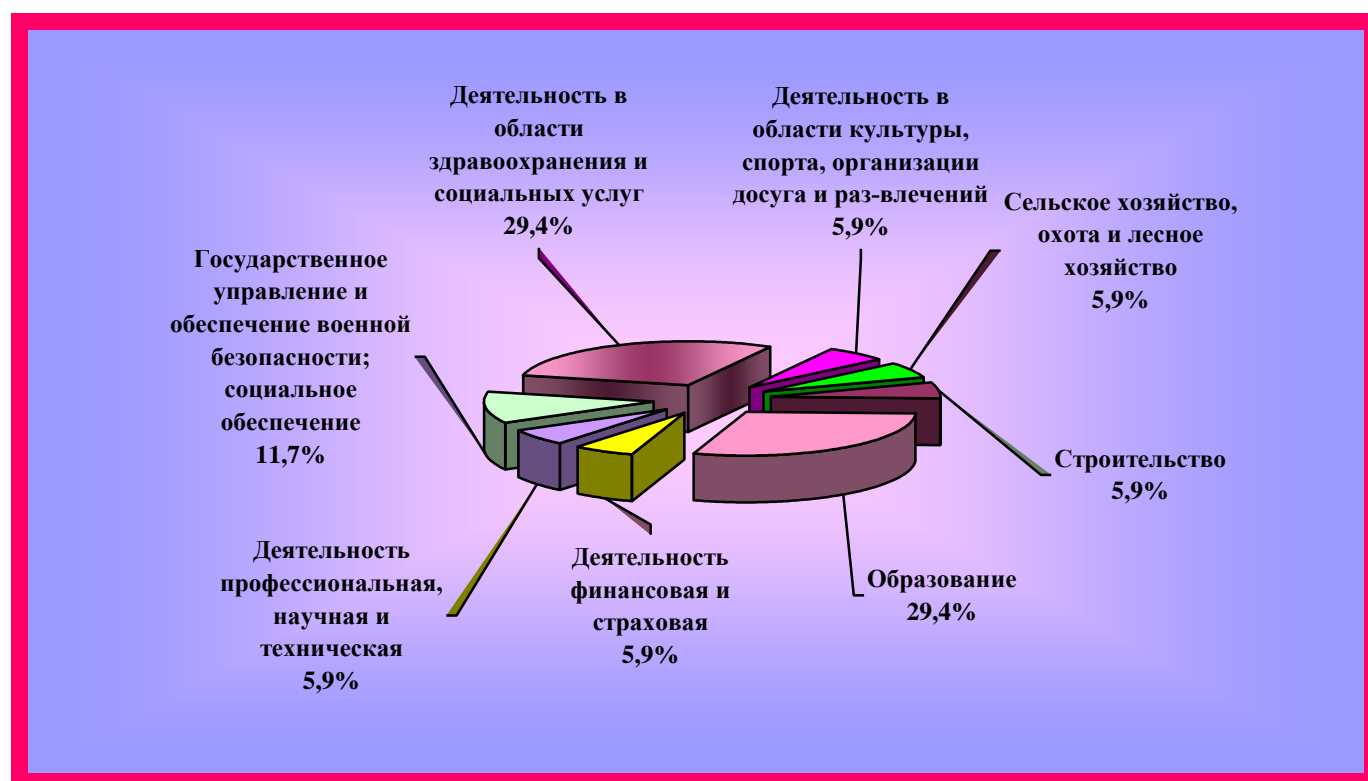 Деятельность в
области
здравоохранения и
социальных услуг
29,4%
Деятельность в
области культуры,
спорта, организации
досуга и раз-влечений
5,9%
Сельское хозяйство,
охота и лесное
хозяйство
5,9%
Государственное
управление и
обеспечение военной
безопасности;
социальное
обеспечение
11,7%
Строительство
5,9%
Деятельность
профессиональная,
научная и
техническая
5,9%
Деятельность
финансовая и
страховая
5,9%
Образование
29,4%